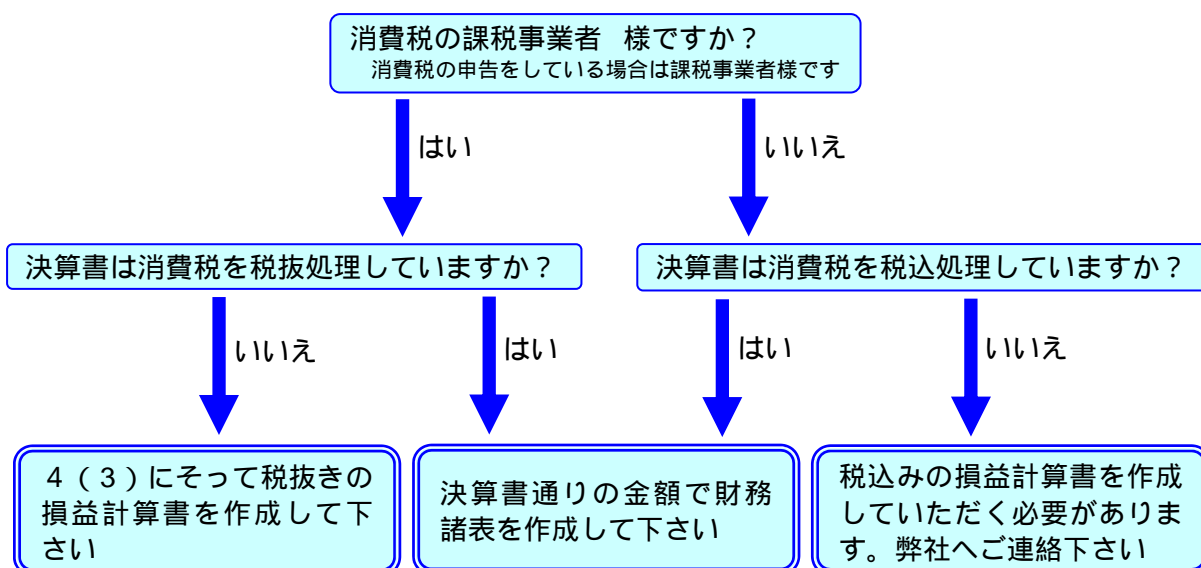 消費税の課税事業者 様ですか？
消費税の申告をしている場合は課税事業者様です
はい
いいえ
決算書は消費税を税抜処理していますか？
決算書は消費税を税込処理していますか？
いいえ
はい
はい
いいえ
４（３）にそって税抜きの
損益計算書を作成して下
さい
決算書通りの金額で財務
諸表を作成して下さい
税込みの損益計算書を作成
していただく必要がありま
す。弊社へご連絡下さい